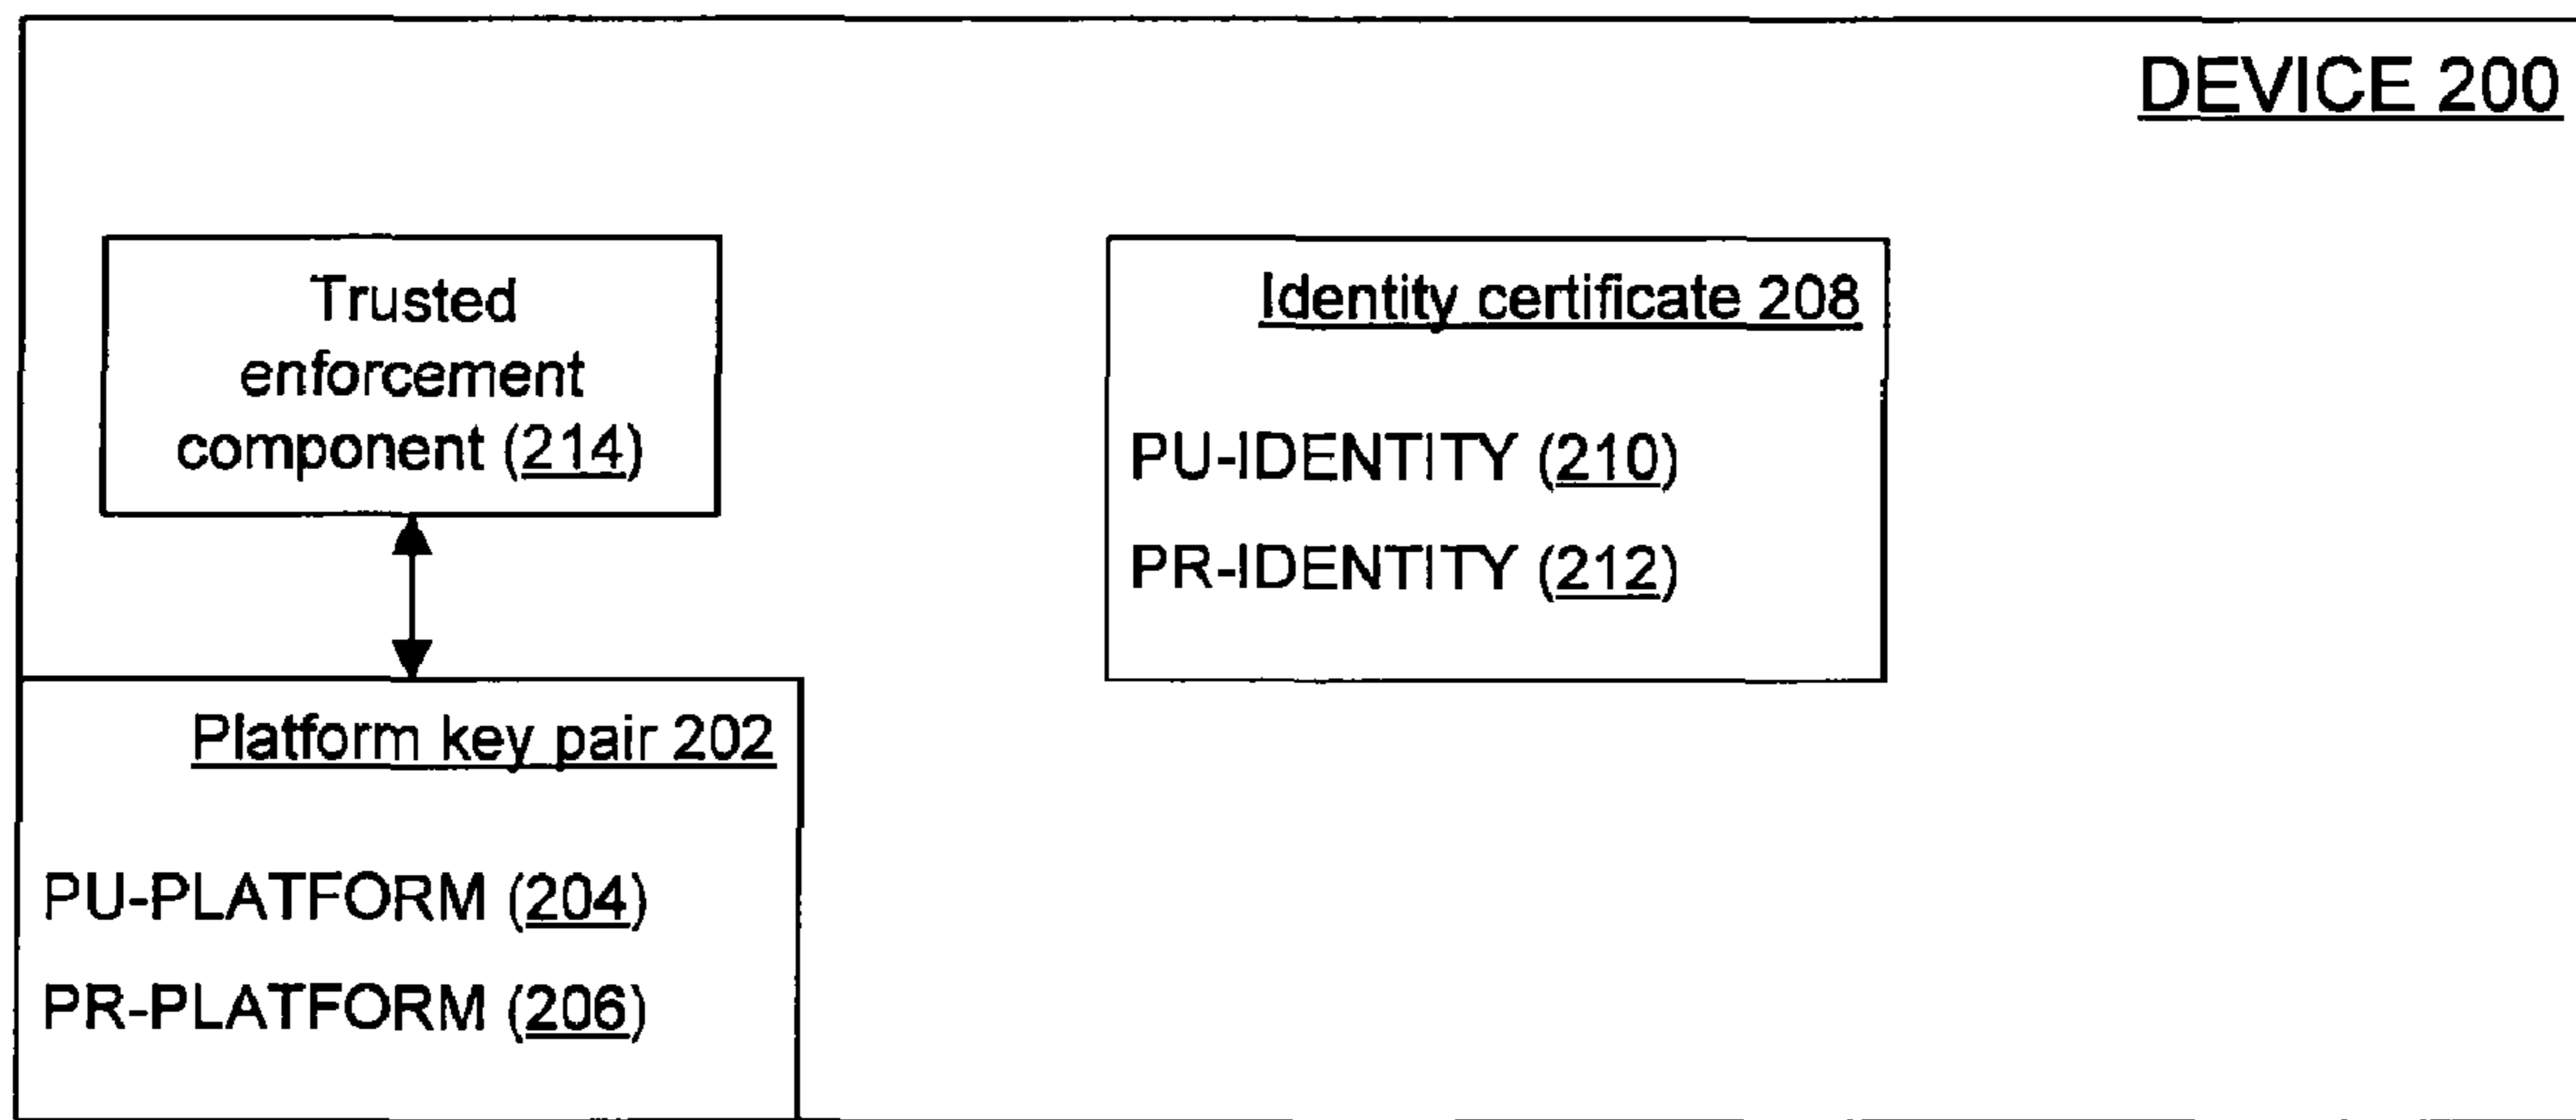 DEVICE 200
Trusted
enforcement
component (214)
Identity certificate 208
PU-IDENTITY (210)
PR-IDENTITY (212)
Platform key pair 202
PU-PLATFORM (204)
PR-PLATFORM (206)